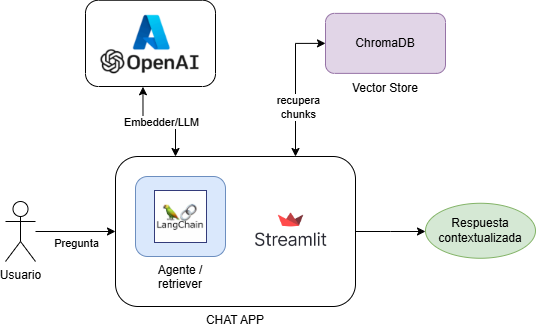 OpenAI
ChromaDB
Vector Store
recupera
chunks
Embedder/LLM
LangChain
Streamlit
Agente /
retriever
Pregunta
Usuario
Respuesta
contextualizada
CHAT APP